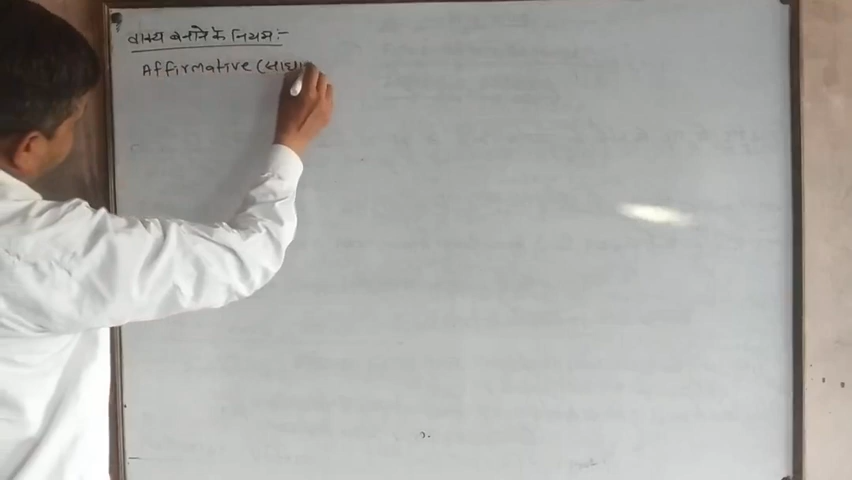 वाक्य बनाने के नियम :-
Affirmative (साधा